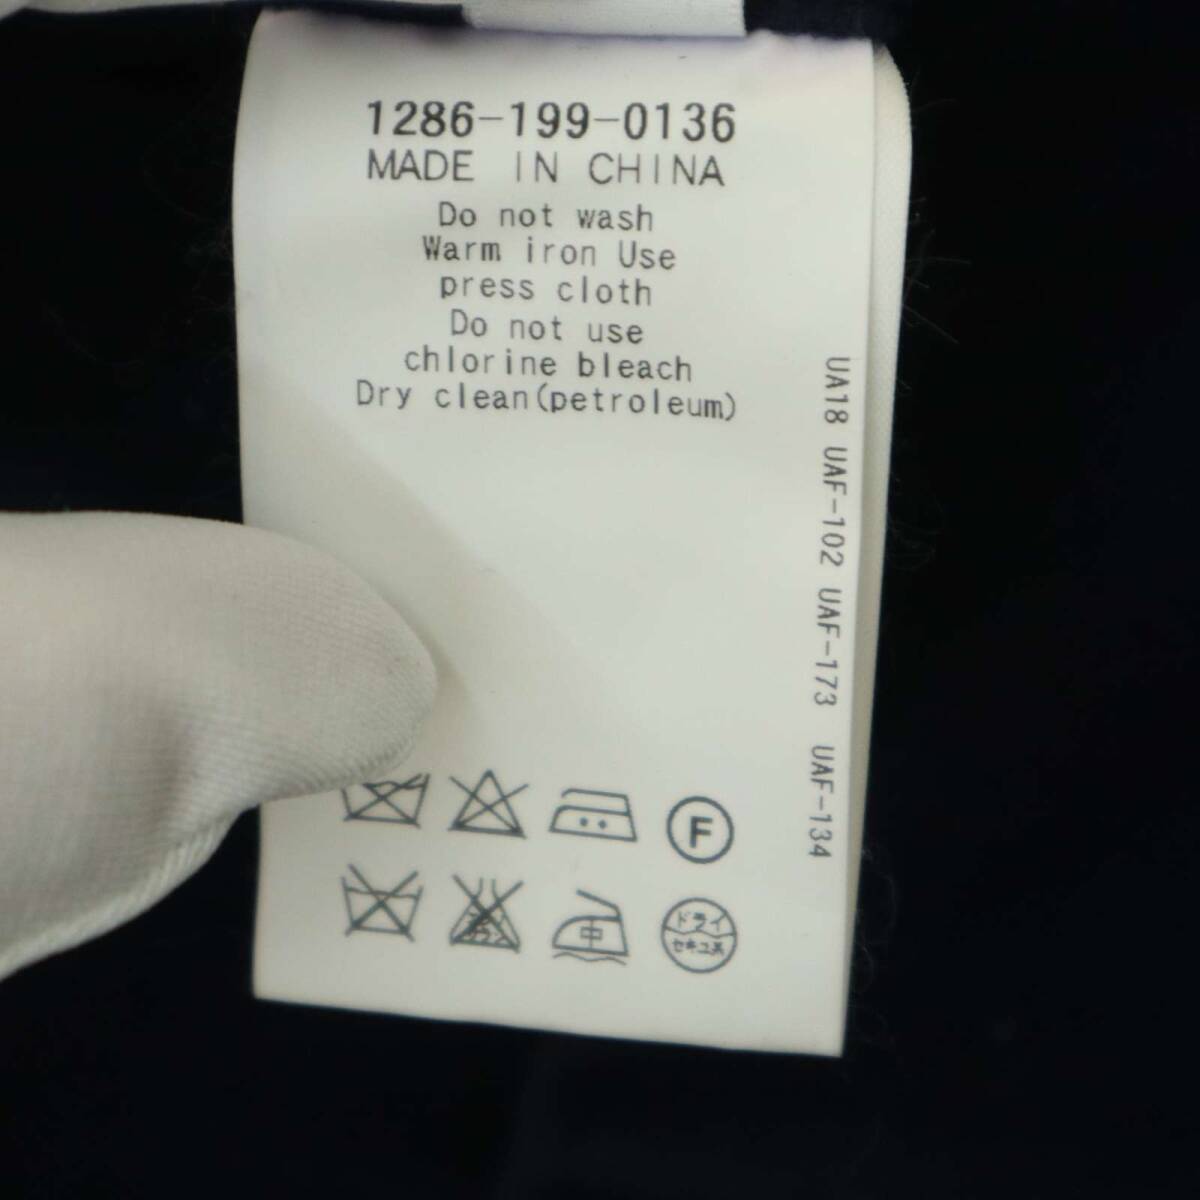 1286-199-0136
MADE IN CHINA
Do not wash
Warm iron Use
press cloth
Do not use
chlorine bleach
Dry clean(petroleum)
UA18 UAF-102 UAF-173 UAF-134
F
中
ドライ
セキユ系